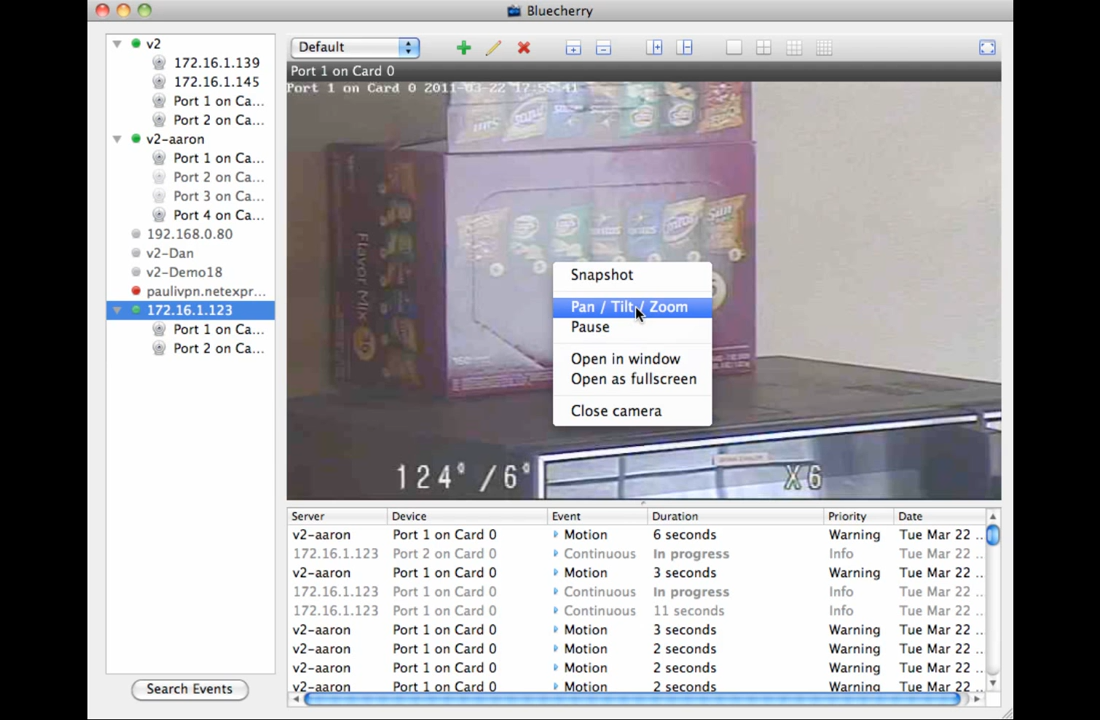 Bluecherry
Default
v2
172.16.1.139
172.16.1.145
Port 1 on Ca...
Port 2 on Ca...
v2-aaron
Port 1 on Ca...
Port 2 on Ca...
Port 3 on Ca...
Port 4 on Ca...
192.168.0.80
v2-Dan
v2-Demo18
paulivpn.netexpr...
172.16.1.123
Port 1 on Ca...
Port 2 on Ca...
Search Events
Port 1 on Card 0
Port 1 on Card 0 2011-03-22 17:55:41
Flavor Mix
Sun
Snapshot
Pan / Tilt / Zoom
Pause
Open in window
Open as fullscreen
Close camera
124° /6° X6
Server Device Event Duration Priority Date
v2-aaron Port 1 on Card 0 Motion 6 seconds Warning Tue Mar 22 ..
172.16.1.123 Port 2 on Card 0 Continuous In progress Info Tue Mar 22 ..
v2-aaron Port 1 on Card 0 Motion 3 seconds Warning Tue Mar 22 ..
172.16.1.123 Port 1 on Card 0 Continuous In progress Info Tue Mar 22 ..
172.16.1.123 Port 1 on Card 0 Continuous 11 seconds Info Tue Mar 22 ..
v2-aaron Port 1 on Card 0 Motion 3 seconds Warning Tue Mar 22 ..
v2-aaron Port 1 on Card 0 Motion 2 seconds Warning Tue Mar 22 ..
v2-aaron Port 1 on Card 0 Motion 2 seconds Warning Tue Mar 22 ..
v2-aaron Port 1 on Card 0 Motion 2 seconds Warning Tue Mar 22 ..